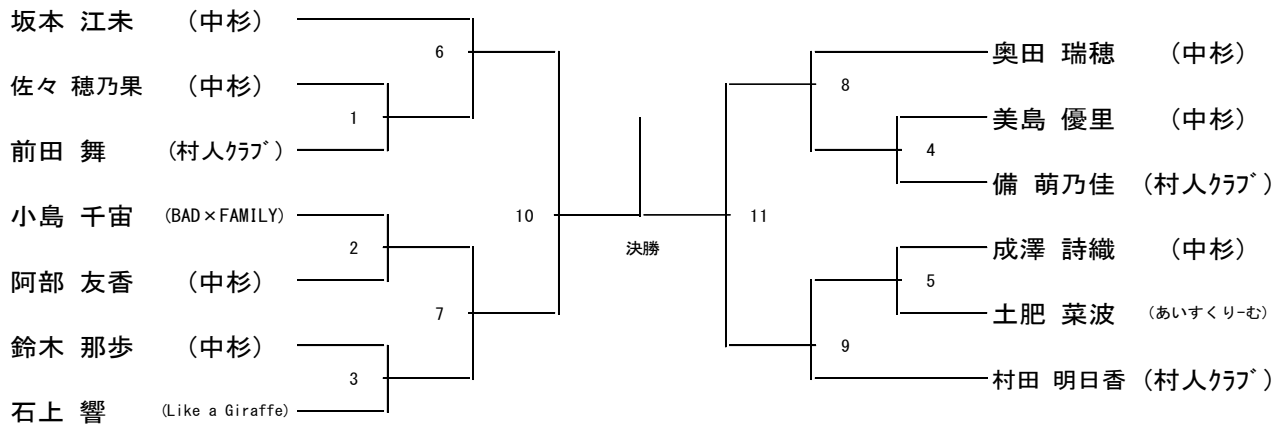 坂本 江未 （中杉）
6
佐々 穂乃果 （中杉）
1
前田 舞 （村人ｸﾗﾌﾞ）
小島 千宙 （BAD×FAMILY）
2
阿部 友香 （中杉）
7
鈴木 那歩 （中杉）
3
石上 響 （Like a Giraffe）
10
決勝
11
奥田 瑞穂 （中杉）
8
美島 優里 （中杉）
4
備 萌乃佳 （村人ｸﾗﾌﾞ）
成澤 詩織 （中杉）
5
土肥 菜波 （あいすくりｰむ）
9
村田 明日香 （村人ｸﾗﾌﾞ）